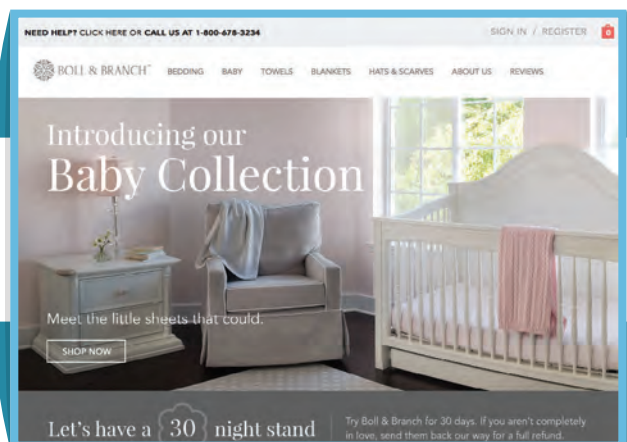 NEED HELP? CLICK HERE OR CALL US AT 1-800-678-3234
SIGN IN / REGISTER 0
BOLL & BRANCH™ BEDDING BABY TOWELS BLANKETS HATS & SCARVES ABOUT US REVIEWS
Introducing our
Baby Collection
Meet the little sheets that could.
SHOP NOW
Let's have a 30 night stand
Try Boll & Branch for 30 days. If you aren't completely
in love, send them back our way for a full refund.